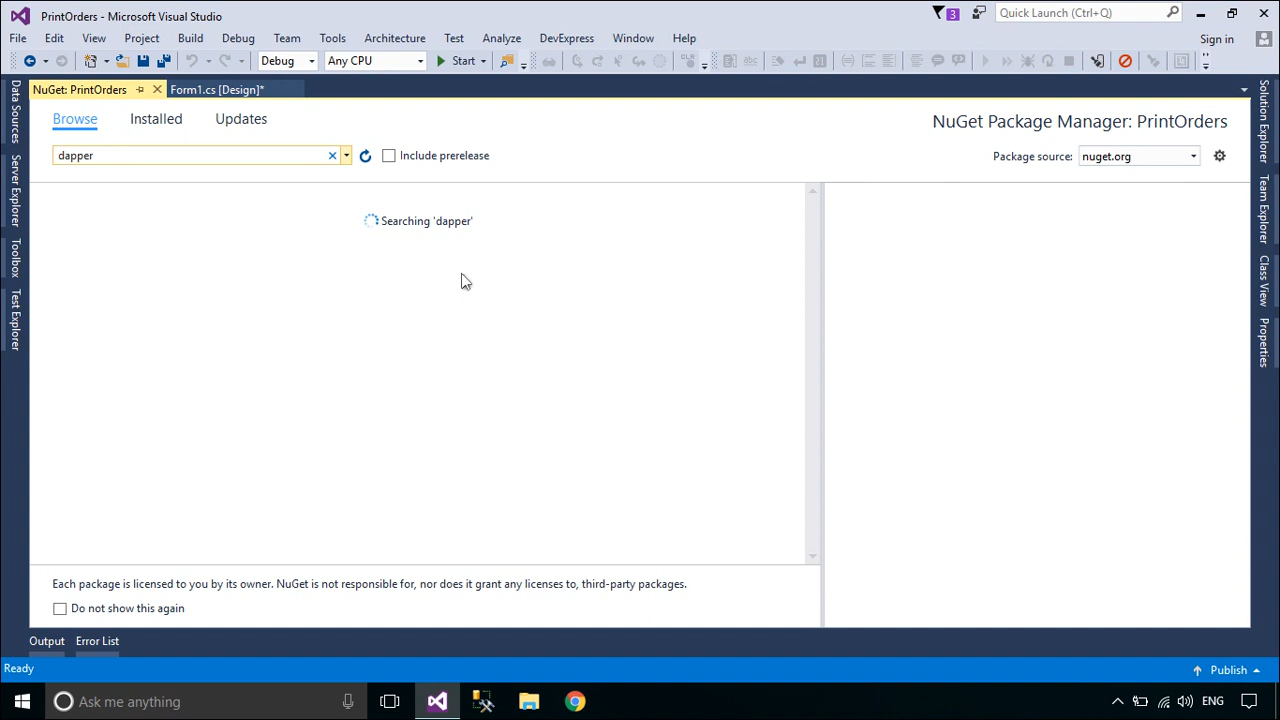 PrintOrders - Microsoft Visual Studio
3
Quick Launch (Ctrl+Q)
File Edit View Project Build Debug Team Tools Architecture Test Analyze DevExpress Window Help
Sign in
Debug Any CPU Start
NuGet: PrintOrders Form1.cs [Design]*
Data Sources
Server Explorer
Toolbox
Test Explorer
Browse Installed Updates
NuGet Package Manager: PrintOrders
dapper
Include prerelease
Package source: nuget.org
Searching 'dapper'
Each package is licensed to you by its owner. NuGet is not responsible for, nor does it grant any licenses to, third-party packages.
Do not show this again
Solution Explorer
Team Explorer
Class View
Properties
Output Error List
Ready
Publish
Ask me anything
ENG